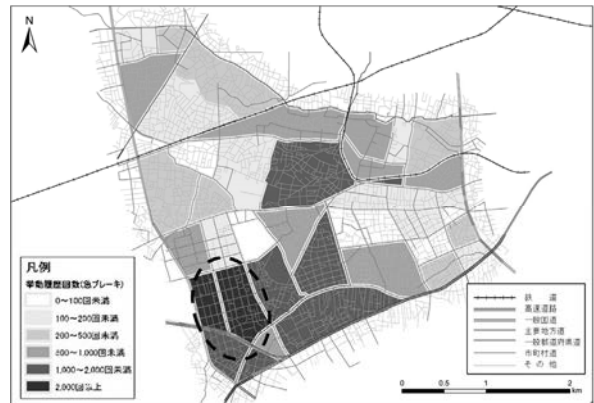 N
凡例
挙動履歴回数(急ブレーキ)
0～100回未満
100～200回未満
200～500回未満
500～1,000回未満
1,000～2,000回未満
2,000回以上
鉄道
高速道路
一般国道
主要地方道
一般都道府県道
市町村道
その他
0 0.5 1 2
km